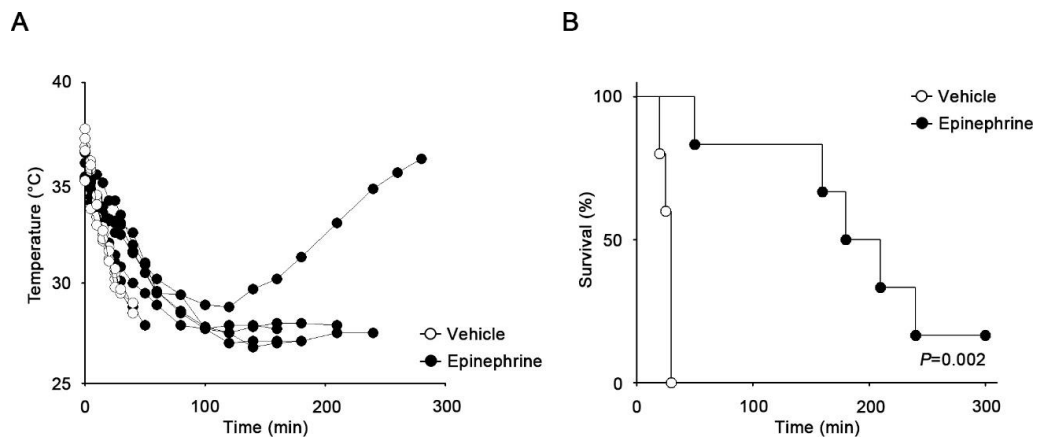 A
B
40
35
30
25
Temperature (°C)
0
100
200
300
Time (min)
Vehicle
Epinephrine
100
50
0
Survival (%)
0
100
200
300
Time (min)
Vehicle
Epinephrine
P=0.002